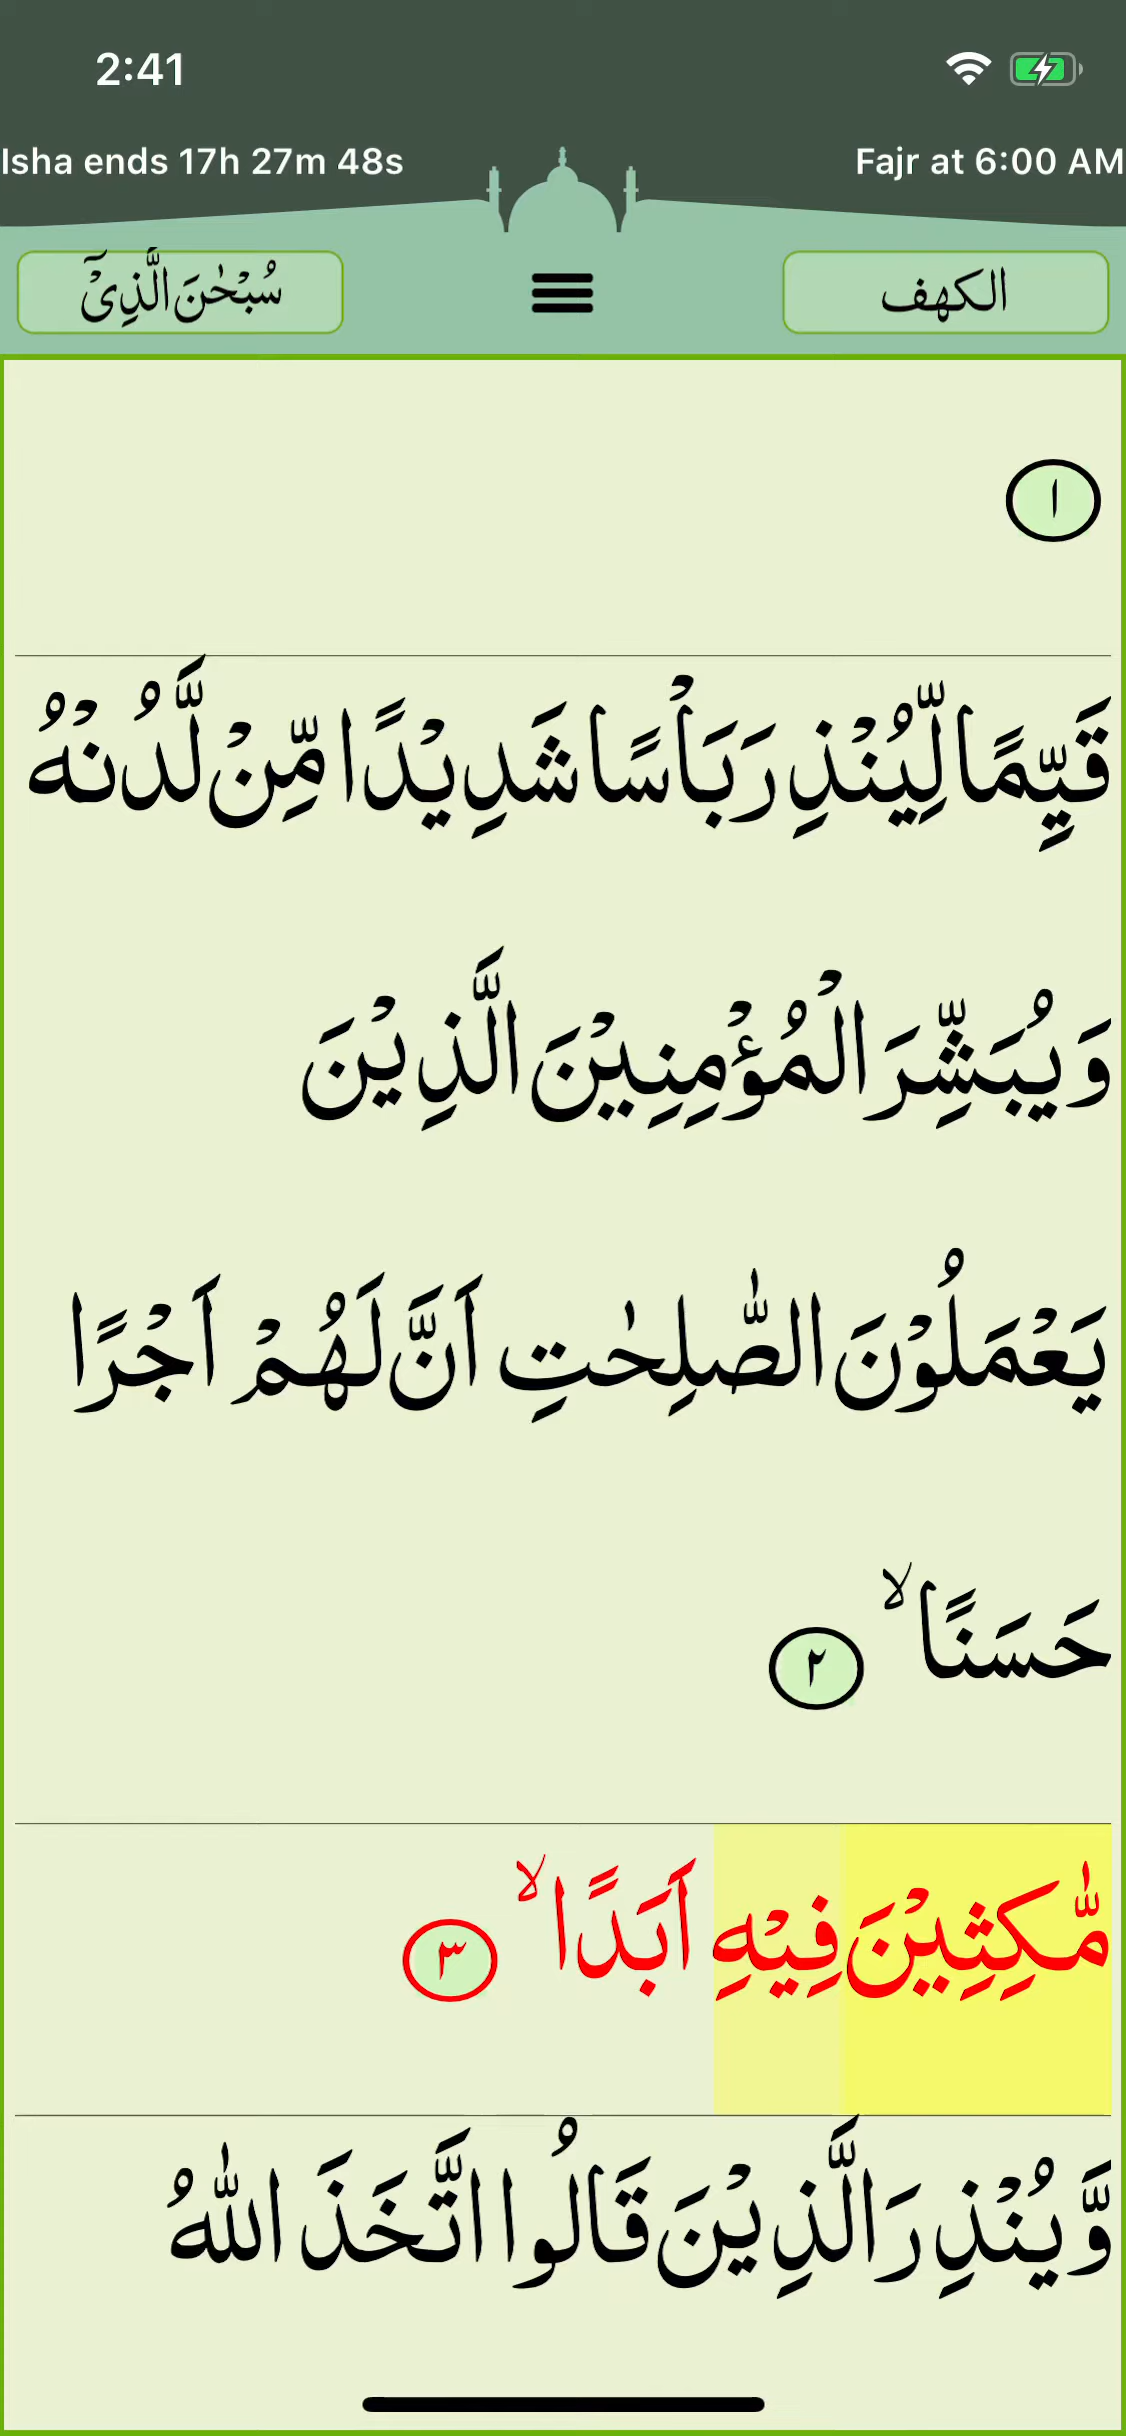 2:41
Isha ends 17h 27m 48s
Fajr at 6:00 AM
سُبْحٰنَ الَّذِیْۤ
الكهف
١
قَيِّمًا لِّيُنْذِرَ بَاْسًا شَدِيْدًا مِّنْ لَّدُنْهُ
وَيُبَشِّرَ الْمُؤْمِنِيْنَ الَّذِيْنَ
يَعْمَلُوْنَ الصّٰلِحٰتِ اَنَّ لَهُمْ اَجْرًا
حَسَنًا ۙ ٢
مّٰكِثِيْنَ فِيْهِ اَبَدًا ۙ ٣
وَّيُنْذِرَ الَّذِيْنَ قَالُوا اتَّخَذَ اللّٰهُ